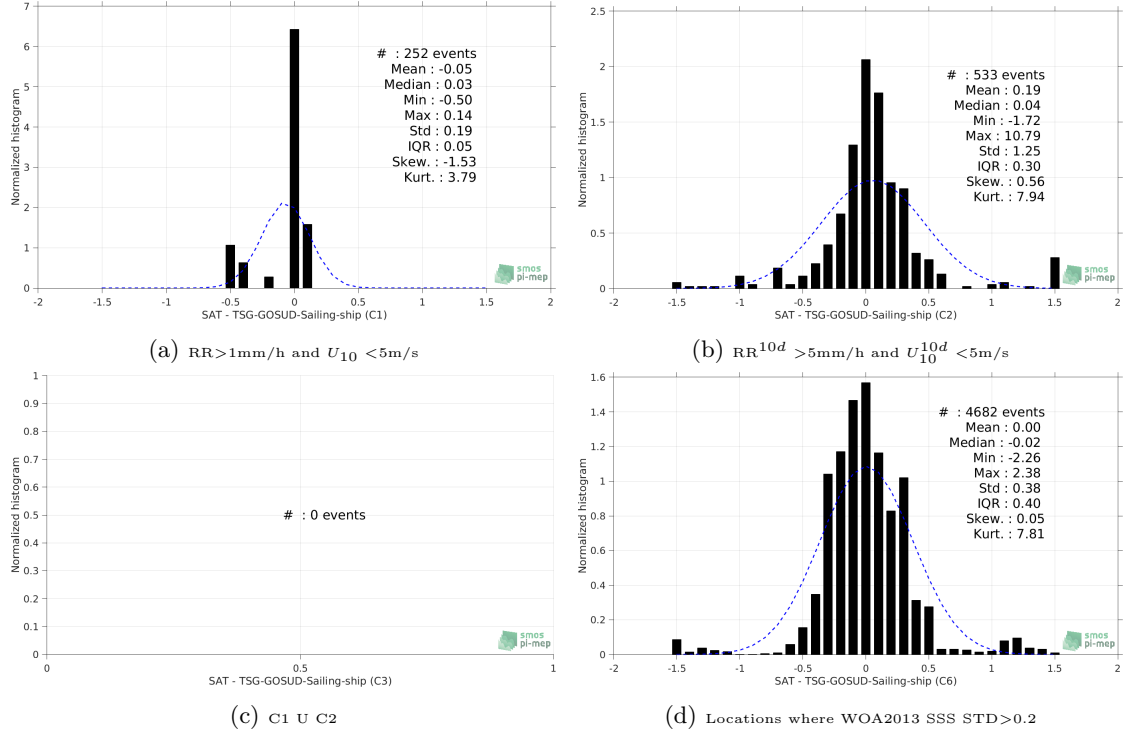 7
6
5
4
3
2
1
0
Normalized histogram
# : 252 events
Mean : -0.05
Median : 0.03
Min : -0.50
Max : 0.14
Std : 0.19
IQR : 0.05
Skew. : -1.53
Kurt. : 3.79
smos
pi-mep
-2 -1.5 -1 -0.5 0 0.5 1 1.5 2
SAT - TSG-GOSUD-Sailing-ship (C1)
(a) RR>1mm/h and U10 <5m/s
2.5
2
1.5
1
0.5
0
Normalized histogram
# : 533 events
Mean : 0.19
Median : 0.04
Min : -1.72
Max : 10.79
Std : 1.25
IQR : 0.30
Skew. : 0.56
Kurt. : 7.94
smos
pi-mep
-2 -1.5 -1 -0.5 0 0.5 1 1.5 2
SAT - TSG-GOSUD-Sailing-ship (C2)
(b) RR^10d >5mm/h and U10^10d <5m/s
1
0.9
0.8
0.7
0.6
0.5
0.4
0.3
0.2
0.1
0
Normalized histogram
# : 0 events
smos
pi-mep
0 0.5 1
SAT - TSG-GOSUD-Sailing-ship (C3)
(c) C1 U C2
1.6
1.4
1.2
1
0.8
0.6
0.4
0.2
0
Normalized histogram
# : 4682 events
Mean : 0.00
Median : -0.02
Min : -2.26
Max : 2.38
Std : 0.38
IQR : 0.40
Skew. : 0.05
Kurt. : 7.81
smos
pi-mep
-2 -1.5 -1 -0.5 0 0.5 1 1.5 2
SAT - TSG-GOSUD-Sailing-ship (C6)
(d) Locations where WOA2013 SSS STD>0.2